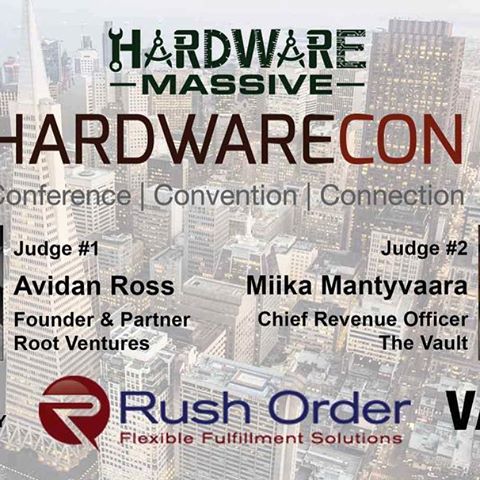 HARDWARE
MASSIVE
HARDWARECON
Conference | Convention | Connection
Judge #1
Avidan Ross
Founder & Partner
Root Ventures
Judge #2
Miika Mantyvaara
Chief Revenue Officer
The Vault
Rush Order
Flexible Fulfillment Solutions